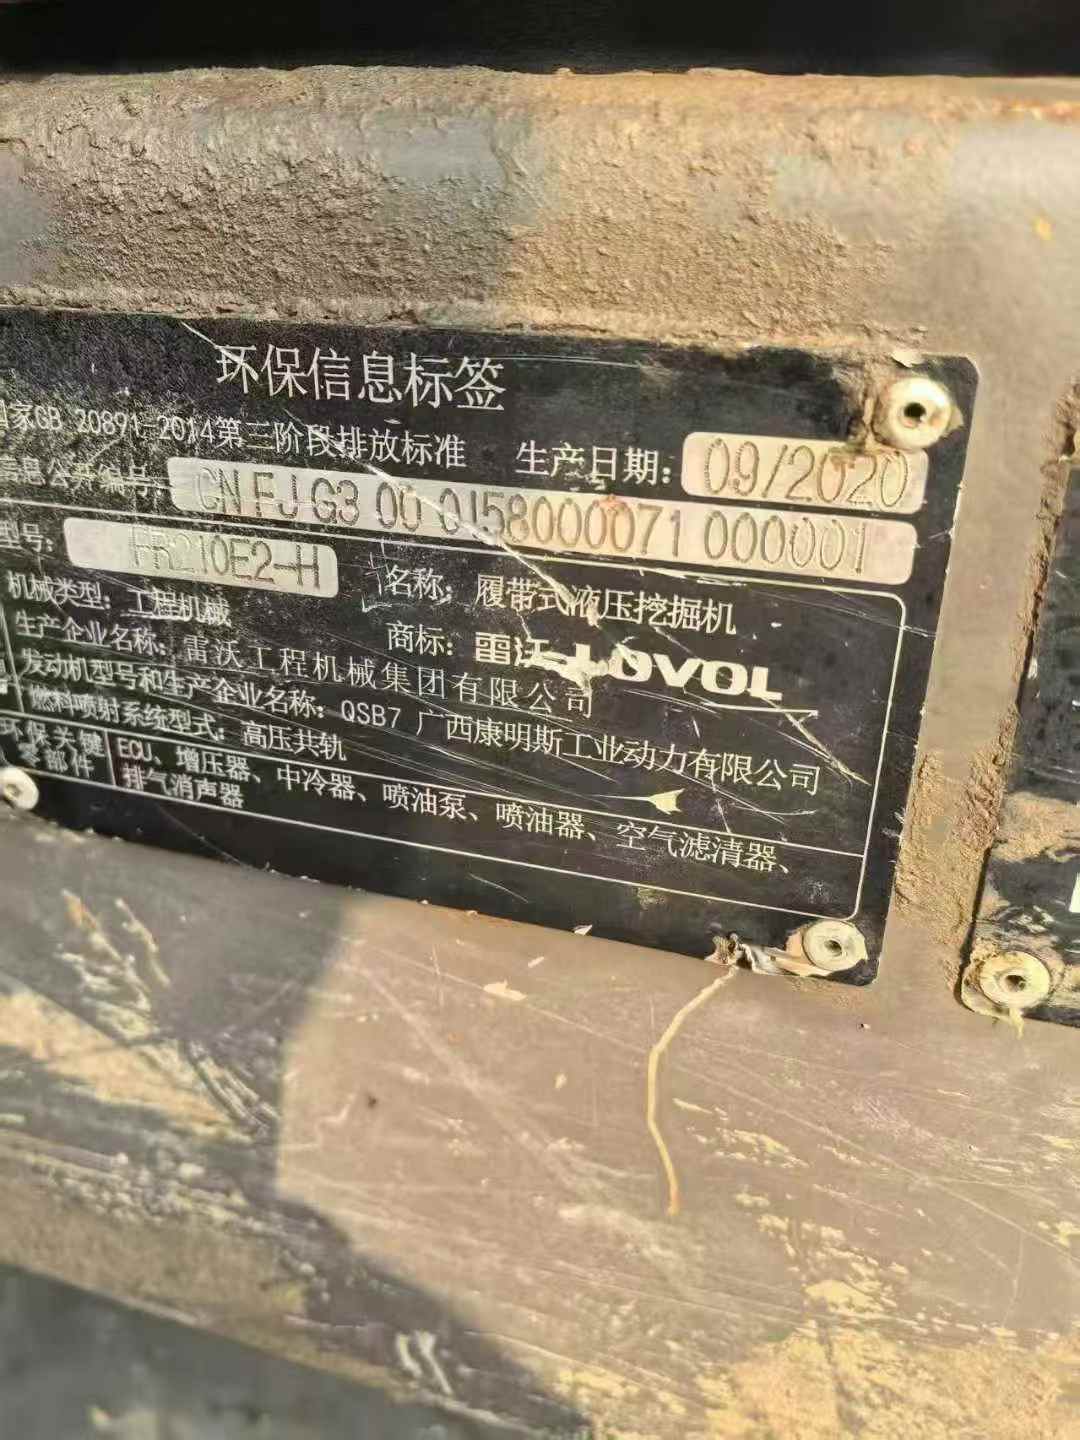 环保信息标签
国家GB 20891-2014第三阶段排放标准 生产日期: 09/2020
信息公开编号: CN FJ G3 00 0J58000071 000001
型号: FR210E2-H 名称: 履带式液压挖掘机
机械类型: 工程机械 商标: 雷沃 LOVOL
生产企业名称: 雷沃工程机械集团有限公司
发动机型号和生产企业名称: QSB7 广西康明斯工业动力有限公司
燃料喷射系统型式: 高压共轨
环保关键零部件 ECU、增压器、中冷器、喷油泵、喷油器、空气滤清器、
排气消声器